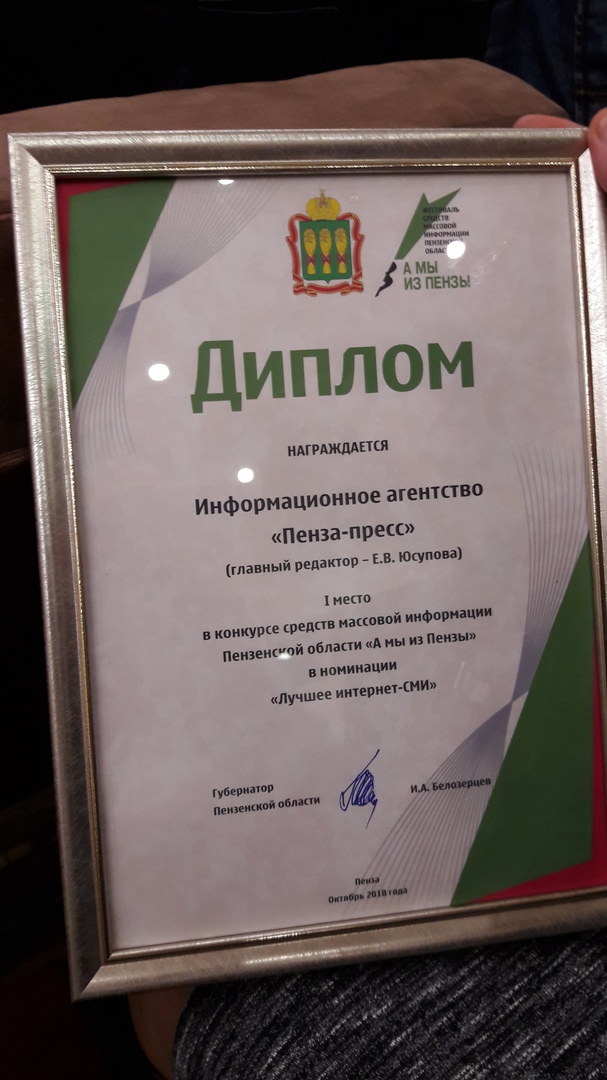 ФЕСТИВАЛЬ
СРЕДСТВ
МАССОВОЙ
ИНФОРМАЦИИ
ПЕНЗЕНСКОЙ
ОБЛАСТИ
А МЫ
ИЗ ПЕНЗЫ
Диплом
НАГРАЖДАЕТСЯ
Информационное агентство
«Пенза-пресс»
(главный редактор – Е.В. Юсупова)
I место
в конкурсе средств массовой информации
Пензенской области «А мы из Пензы»
в номинации
«Лучшее интернет-СМИ»
Губернатор
Пензенской области
И.А. Белозерцев
Пенза
Октябрь 2018 года